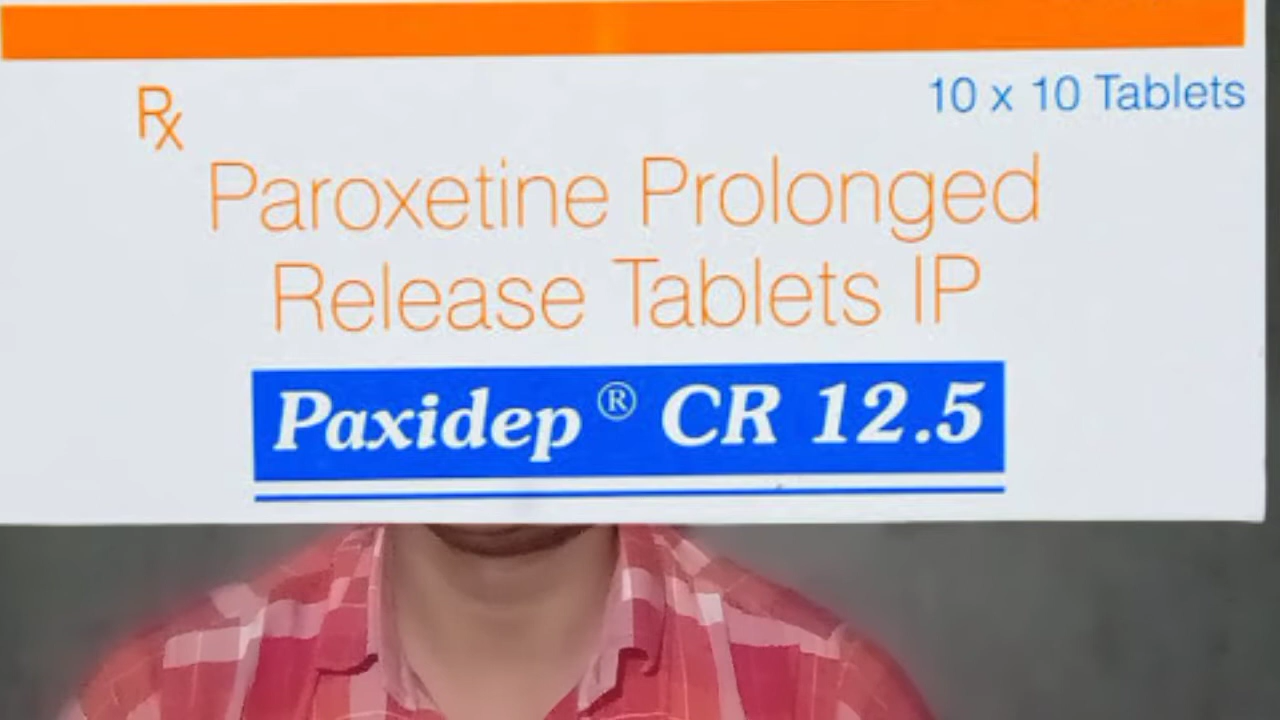 10 x 10 Tablets
Rx
Paroxetine Prolonged
Release Tablets IP
Paxidep ® CR 12.5